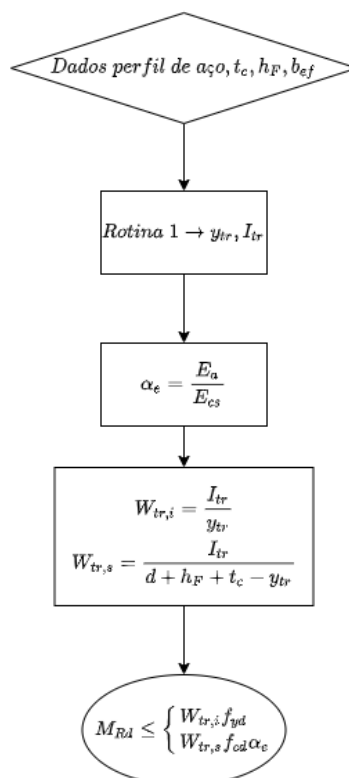 Dados perfil de aço, t_c, h_F, b_ef
Rotina 1 → y_tr, I_tr
α_e = E_a / E_cs
W_tr,i = I_tr / y_tr
W_tr,s = I_tr / (d + h_F + t_c − y_tr)
M_Rd ≤ { W_tr,i f_yd
W_tr,s f_cd α_e